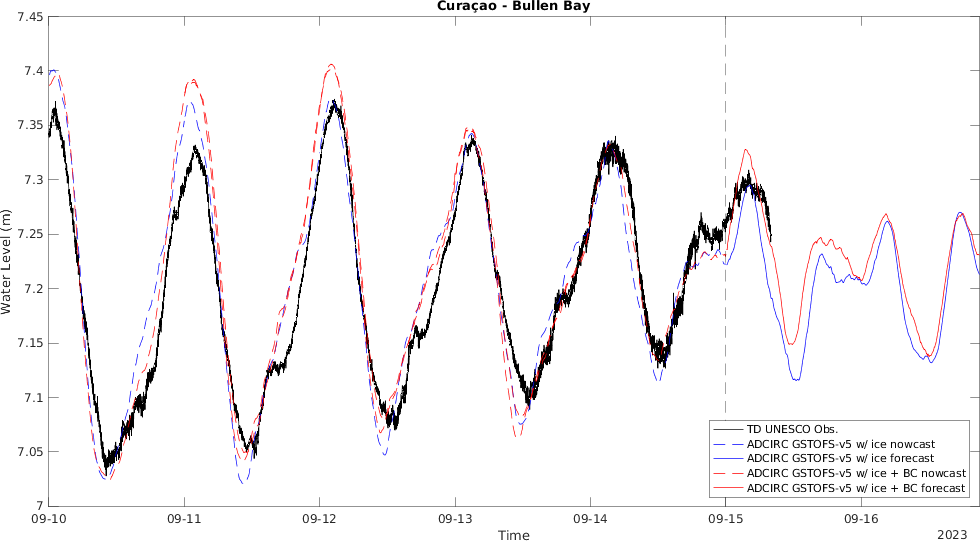 Curaçao - Bullen Bay
7.45
7.4
7.35
7.3
7.25
7.2
7.15
7.1
7.05
7
Water Level (m)
09-10
09-11
09-12
09-13
09-14
09-15
09-16
Time
2023
TD UNESCO Obs.
ADCIRC GSTOFS-v5 w/ ice nowcast
ADCIRC GSTOFS-v5 w/ ice forecast
ADCIRC GSTOFS-v5 w/ ice + BC nowcast
ADCIRC GSTOFS-v5 w/ ice + BC forecast